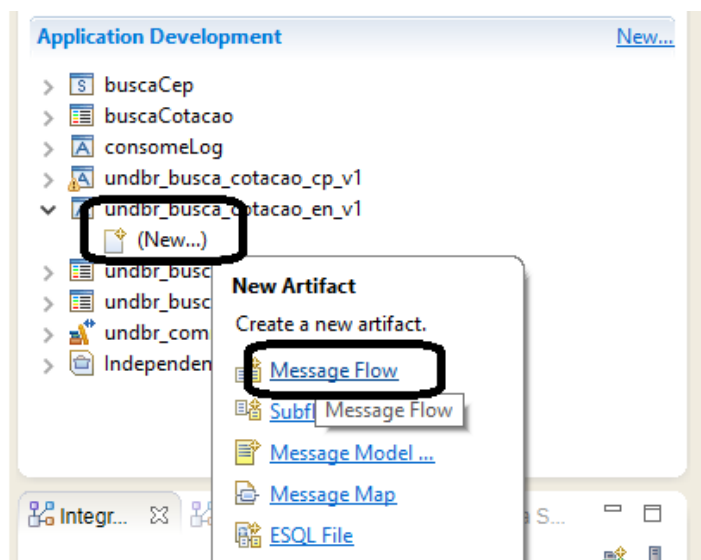 Application Development New...
buscaCep
buscaCotacao
consomeLog
undbr_busca_cotacao_cp_v1
undbr_busca_cotacao_en_v1
(New...)
undbr_busc
undbr_busc
undbr_com
Independen
New Artifact
Create a new artifact.
Message Flow
Subfl
Message Flow
Message Model ...
Message Map
ESQL File
Integr...
S...